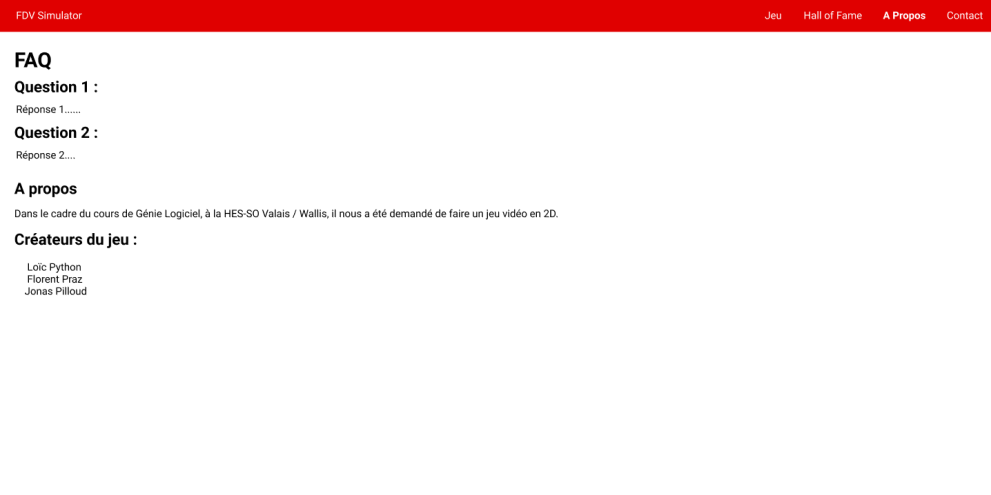 FDV Simulator
Jeu Hall of Fame A Propos Contact
FAQ
Question 1 :
Réponse 1......
Question 2 :
Réponse 2....
A propos
Dans le cadre du cours de Génie Logiciel, à la HES-SO Valais / Wallis, il nous a été demandé de faire un jeu vidéo en 2D.
Créateurs du jeu :
Loïc Python
Florent Praz
Jonas Pilloud